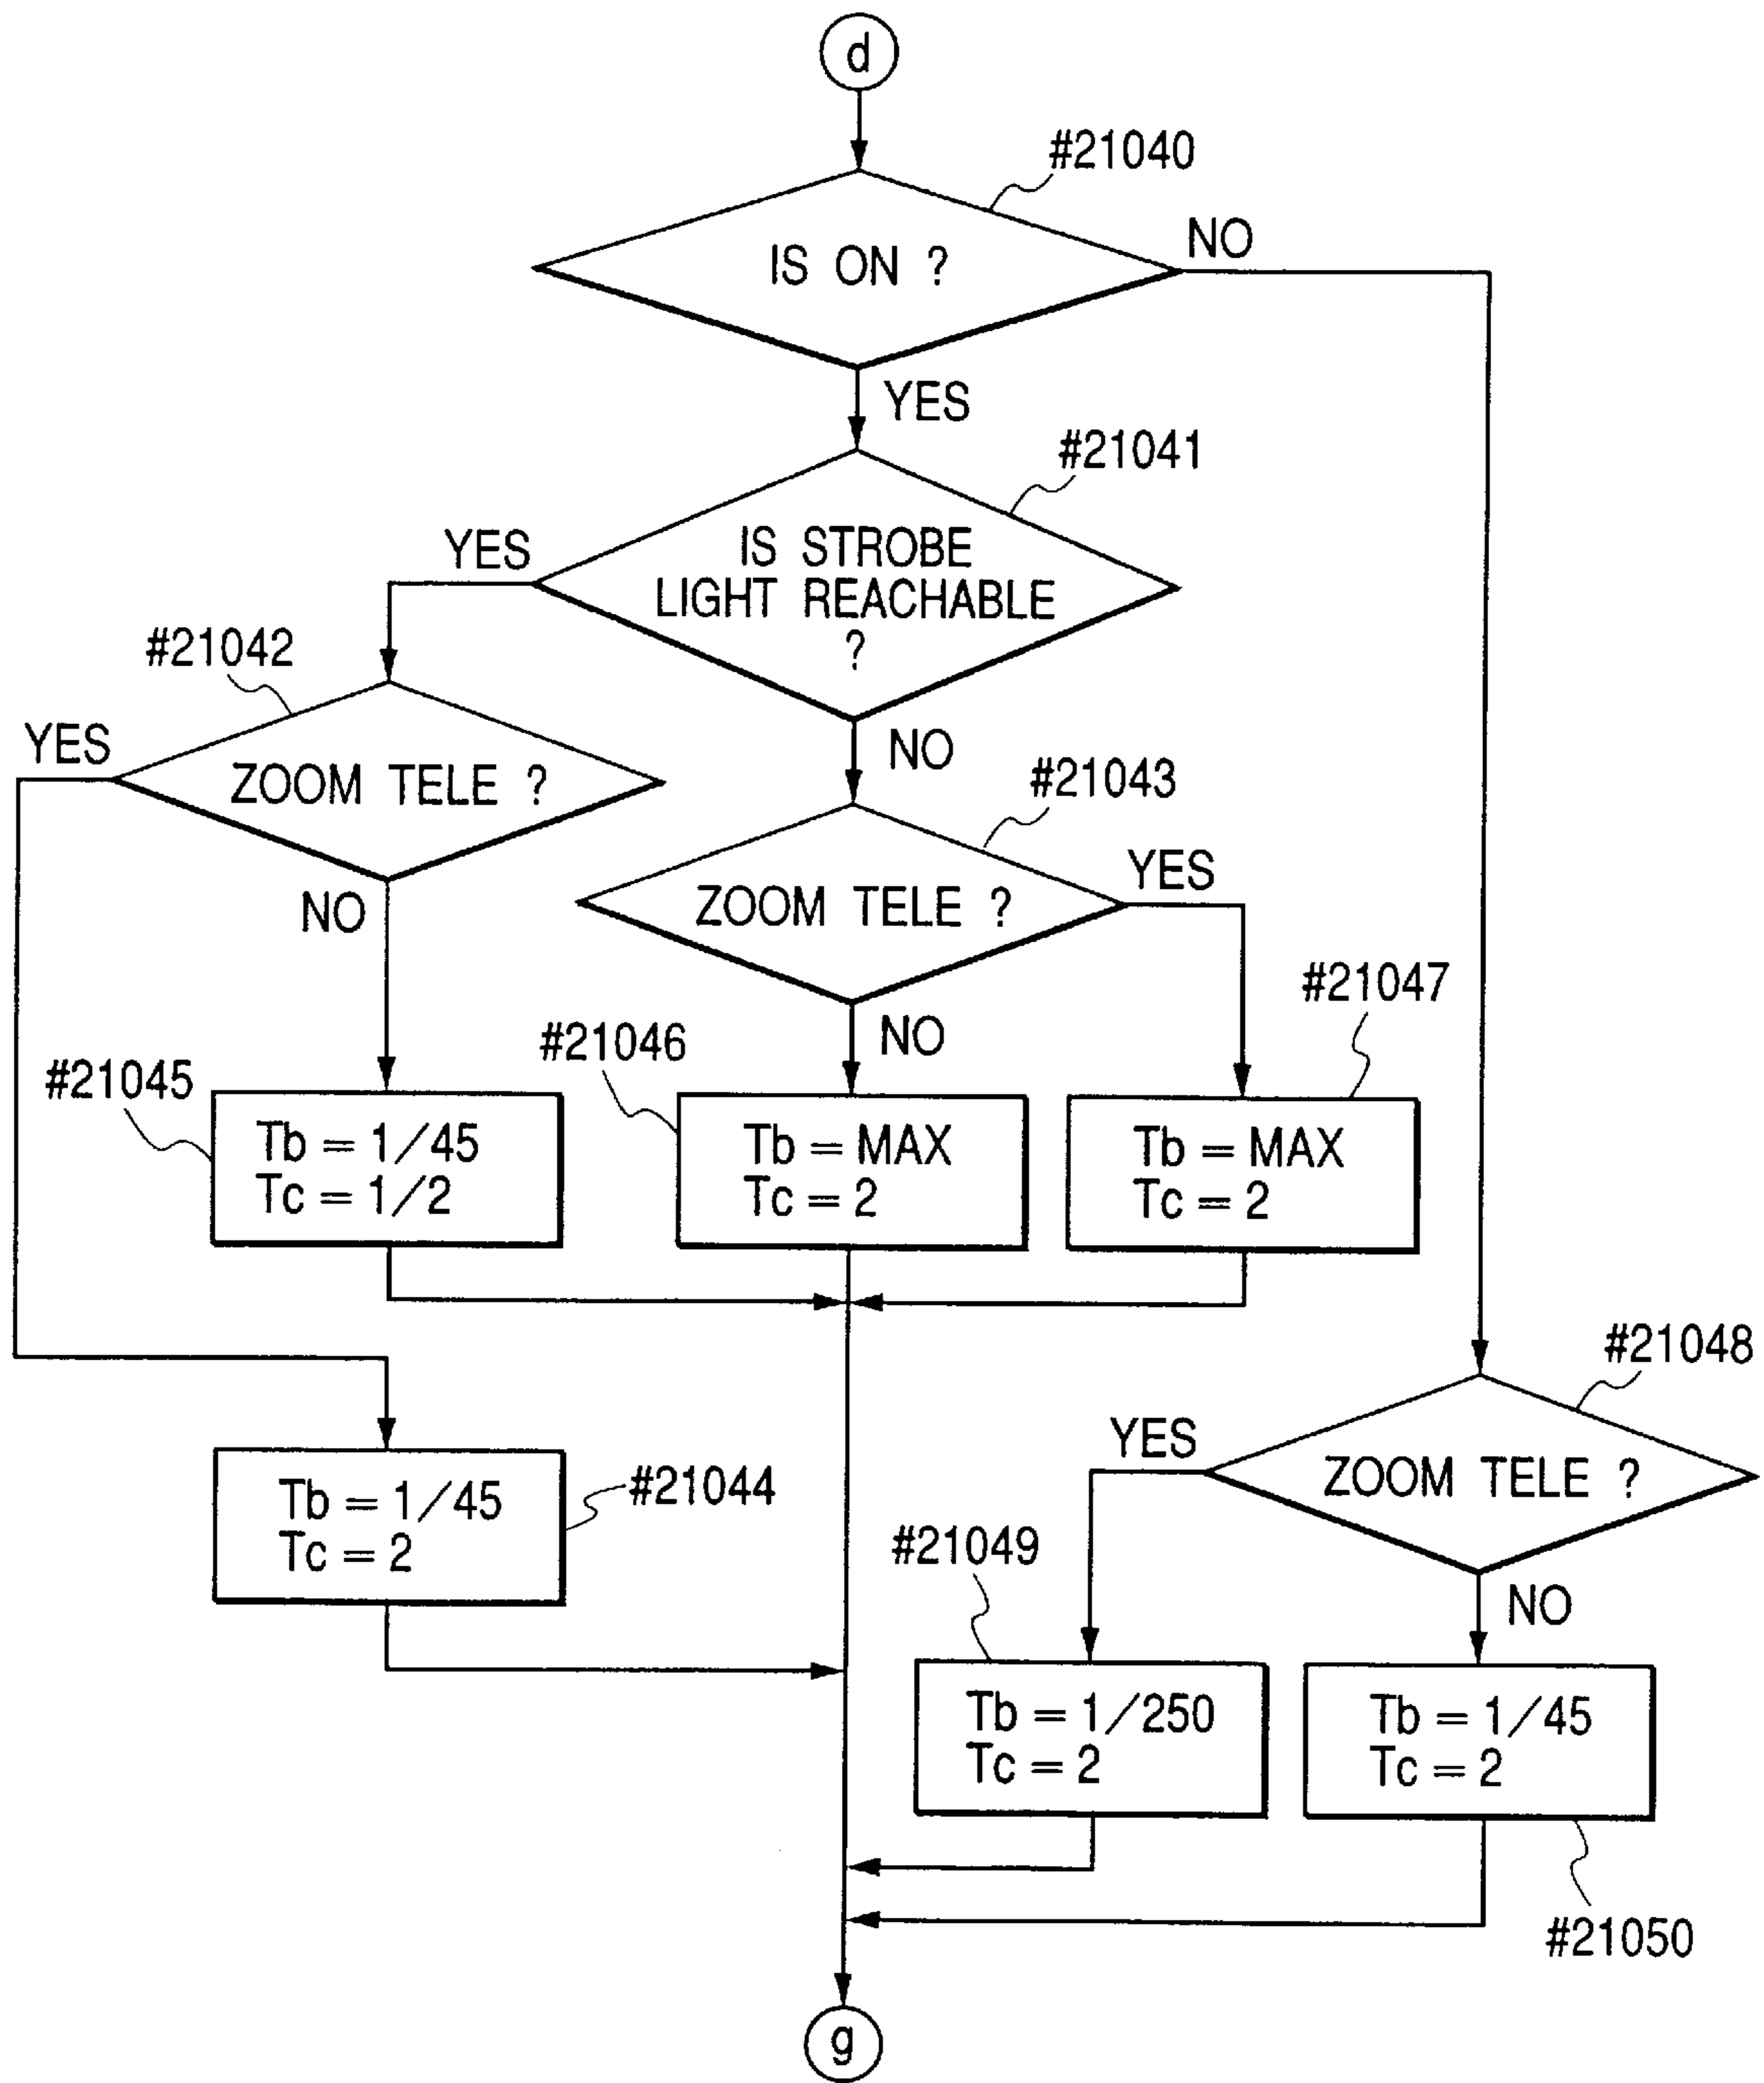 d
#21040
IS ON ?
NO
YES
#21041
IS STROBE
LIGHT REACHABLE
?
YES
NO
#21042
ZOOM TELE ?
YES
NO
#21043
ZOOM TELE ?
YES
NO
#21045
Tb = 1/45
Tc = 1/2
#21046
Tb = MAX
Tc = 2
#21047
Tb = MAX
Tc = 2
#21048
ZOOM TELE ?
YES
NO
#21044
Tb = 1/45
Tc = 2
#21049
Tb = 1/250
Tc = 2
Tb = 1/45
Tc = 2
#21050
g